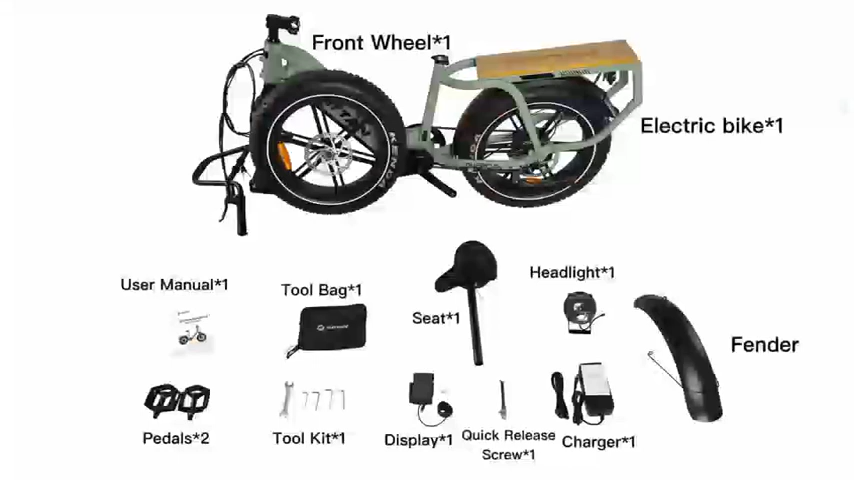 Front Wheel*1
Electric bike*1
KENDA
User Manual*1
Tool Bag*1
Seat*1
Headlight*1
Fender
Pedals*2
Tool Kit*1
Display*1
Quick Release
Screw*1
Charger*1